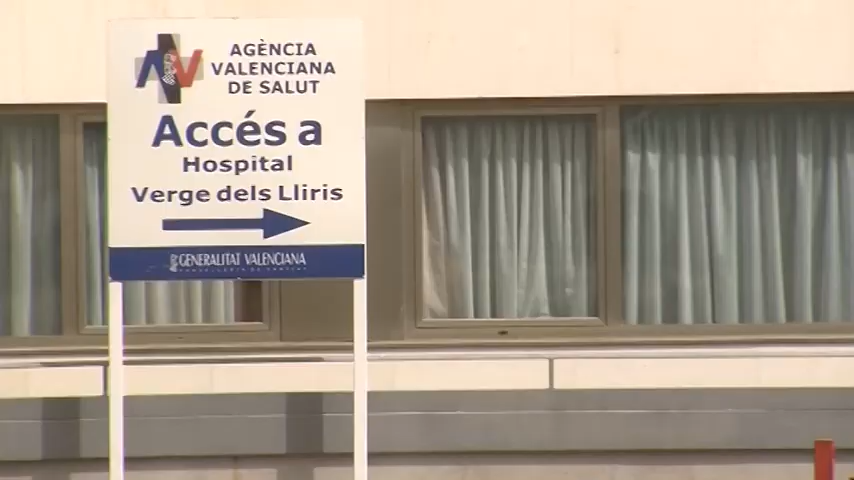 AGÈNCIA
VALENCIANA
DE SALUT
Accés a
Hospital
Verge dels Lliris
GENERALITAT VALENCIANA